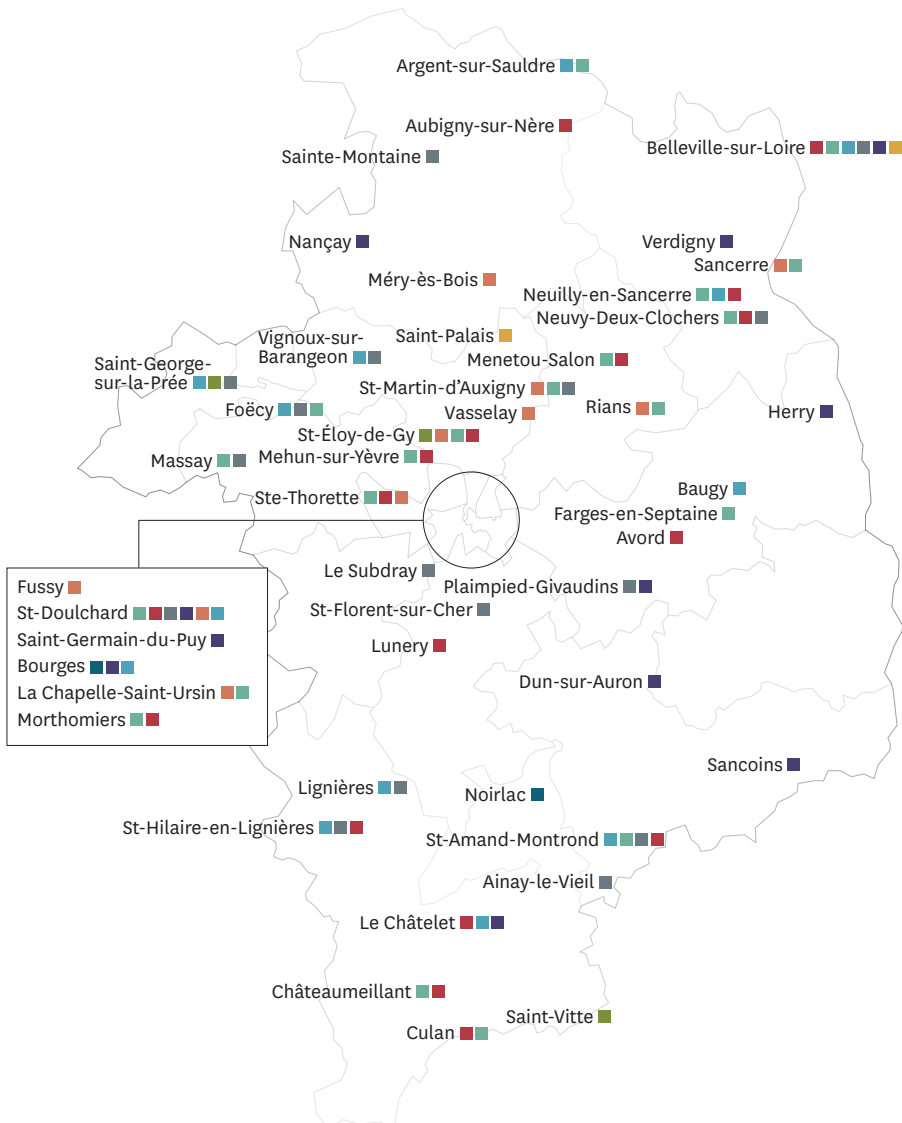 Argent-sur-Sauldre
Aubigny-sur-Nère
Belleville-sur-Loire
Sainte-Montaine
Nançay
Verdigny
Sancerre
Méry-ès-Bois
Neuilly-en-Sancerre
Neuvy-Deux-Clochers
Vignoux-sur-
Barangeon
Saint-Palais
Menetou-Salon
Saint-George-
sur-la-Prée
St-Martin-d'Auxigny
Foëcy
Vasselay
Rians
Herry
St-Éloy-de-Gy
Massay
Mehun-sur-Yèvre
Ste-Thorette
Baugy
Farges-en-Septaine
Avord
Le Subdray
Plaimpied-Givaudins
St-Florent-sur-Cher
Lunery
Fussy
St-Doulchard
Saint-Germain-du-Puy
Bourges
La Chapelle-Saint-Ursin
Morthomiers
Dun-sur-Auron
Sancoins
Lignières
Noirlac
St-Hilaire-en-Lignières
St-Amand-Montrond
Ainay-le-Vieil
Le Châtelet
Châteaumeillant
Saint-Vitte
Culan